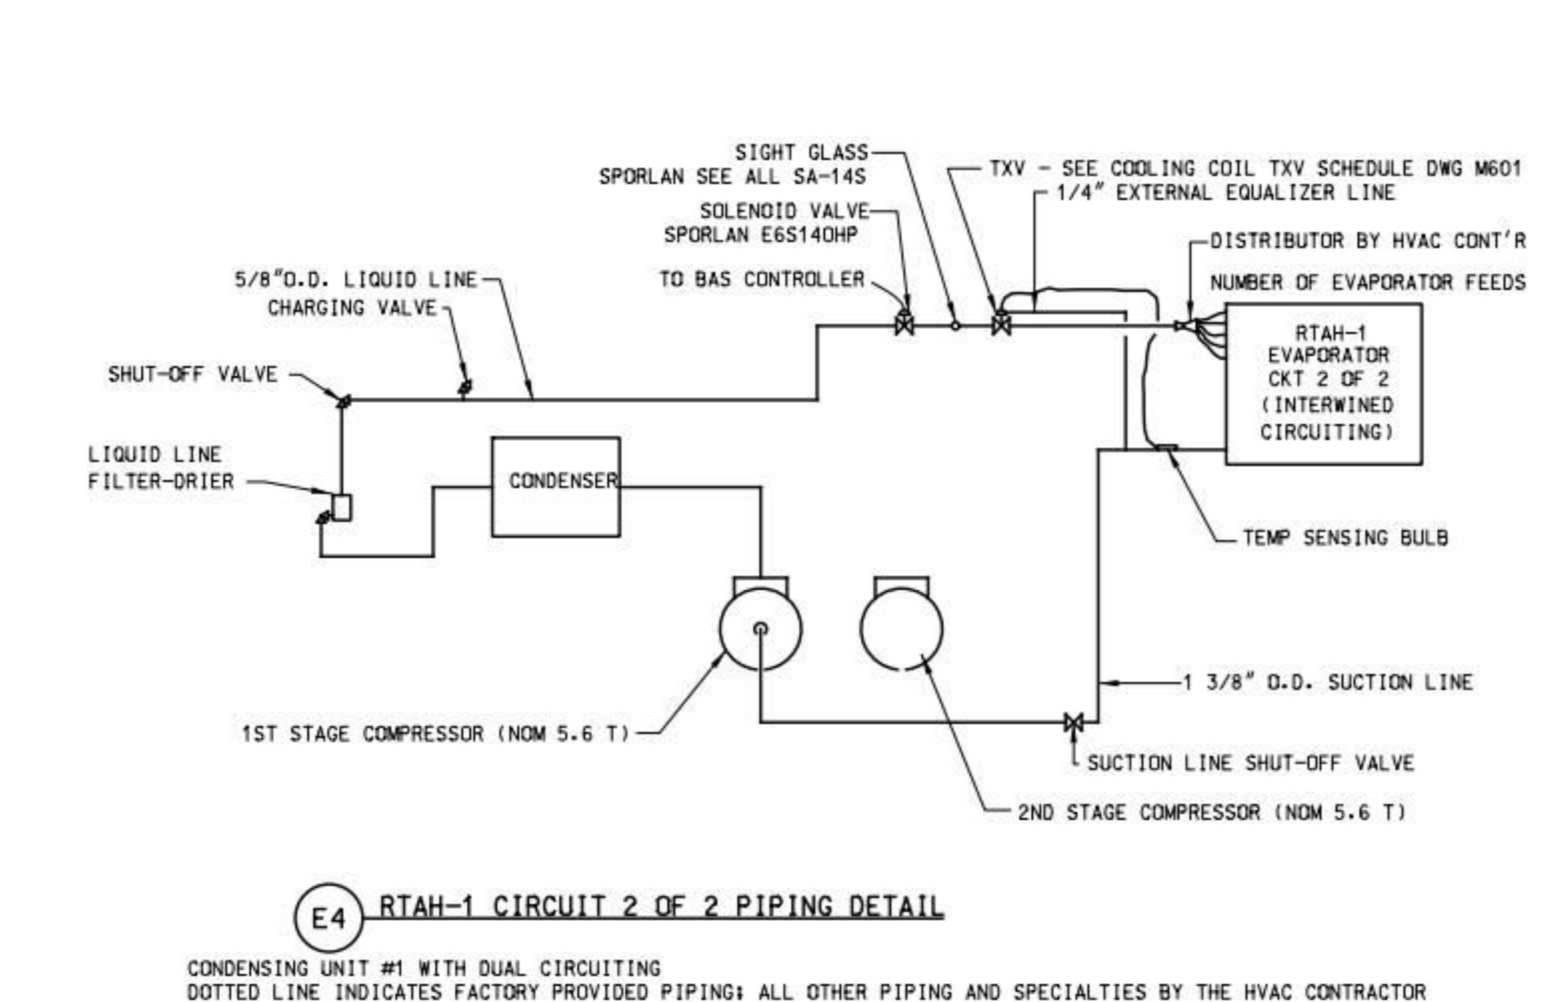 SIGHT GLASS
SPORLAN SEE ALL SA-14S
TXV - SEE COOLING COIL TXV SCHEDULE DWG M601
1/4" EXTERNAL EQUALIZER LINE
SOLENOID VALVE
SPORLAN E6S140HP
DISTRIBUTOR BY HVAC CONT'R
TO BAS CONTROLLER
NUMBER OF EVAPORATOR FEEDS
5/8"O.D. LIQUID LINE
CHARGING VALVE
SHUT-OFF VALVE
RTAH-1
EVAPORATOR
CKT 2 OF 2
(INTERWINED
CIRCUITING)
LIQUID LINE
FILTER-DRIER
CONDENSER
TEMP SENSING BULB
1 3/8" O.D. SUCTION LINE
1ST STAGE COMPRESSOR (NOM 5.6 T)
SUCTION LINE SHUT-OFF VALVE
2ND STAGE COMPRESSOR (NOM 5.6 T)
E4
RTAH-1 CIRCUIT 2 OF 2 PIPING DETAIL
CONDENSING UNIT #1 WITH DUAL CIRCUITING
DOTTED LINE INDICATES FACTORY PROVIDED PIPING; ALL OTHER PIPING AND SPECIALTIES BY THE HVAC CONTRACTOR